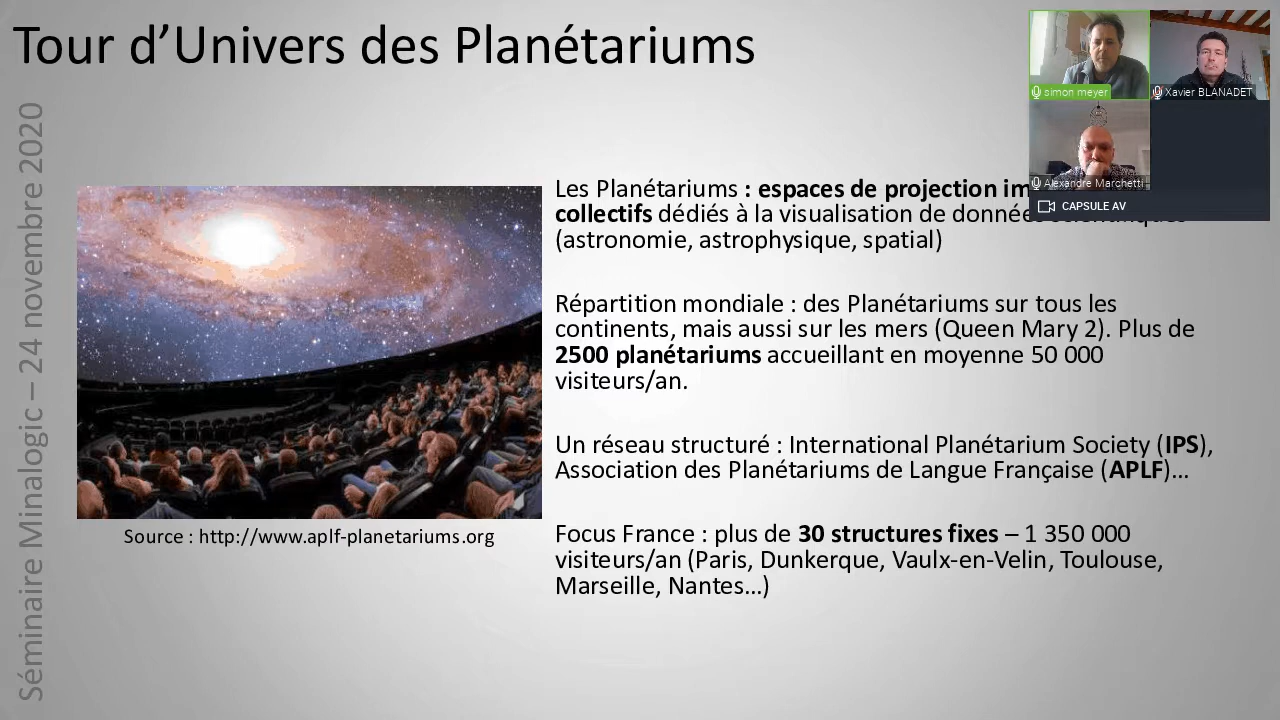 Tour d’Univers des Planétariums
Séminaire Minalogic – 24 novembre 2020
simon meyer
Xavier BLANADET
Alexandre Marchetti
CAPSULE AV
Les Planétariums : espaces de projection
collectifs dédiés à la visualisation de données
(astronomie, astrophysique, spatial)
Répartition mondiale : des Planétariums sur tous les
continents, mais aussi sur les mers (Queen Mary 2). Plus de
2500 planétariums accueillant en moyenne 50 000
visiteurs/an.
Un réseau structuré : International Planétarium Society (IPS),
Association des Planétariums de Langue Française (APLF)…
Focus France : plus de 30 structures fixes – 1 350 000
visiteurs/an (Paris, Dunkerque, Vaulx-en-Velin, Toulouse,
Marseille, Nantes…)
Source : http://www.aplf-planetariums.org